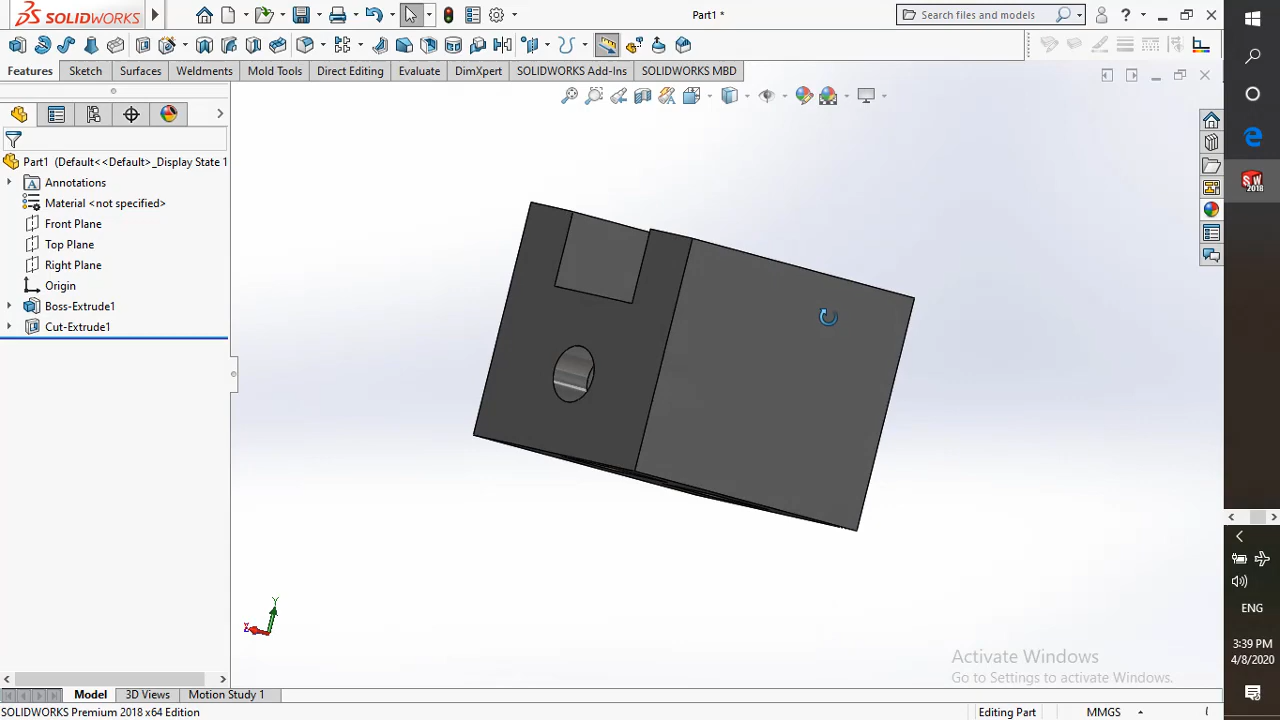 SOLIDWORKS
Part1 *
Search files and models
?
Features
Sketch
Surfaces
Weldments
Mold Tools
Direct Editing
Evaluate
DimXpert
SOLIDWORKS Add-Ins
SOLIDWORKS MBD
Part1 (Default<<Default>_Display State 1
Annotations
Material <not specified>
Front Plane
Top Plane
Right Plane
Origin
Boss-Extrude1
Cut-Extrude1
Y
Z
SW
2018
ENG
3:39 PM
4/8/2020
Activate Windows
Go to Settings to activate Windows.
Model
3D Views
Motion Study 1
SOLIDWORKS Premium 2018 x64 Edition
Editing Part
MMGS